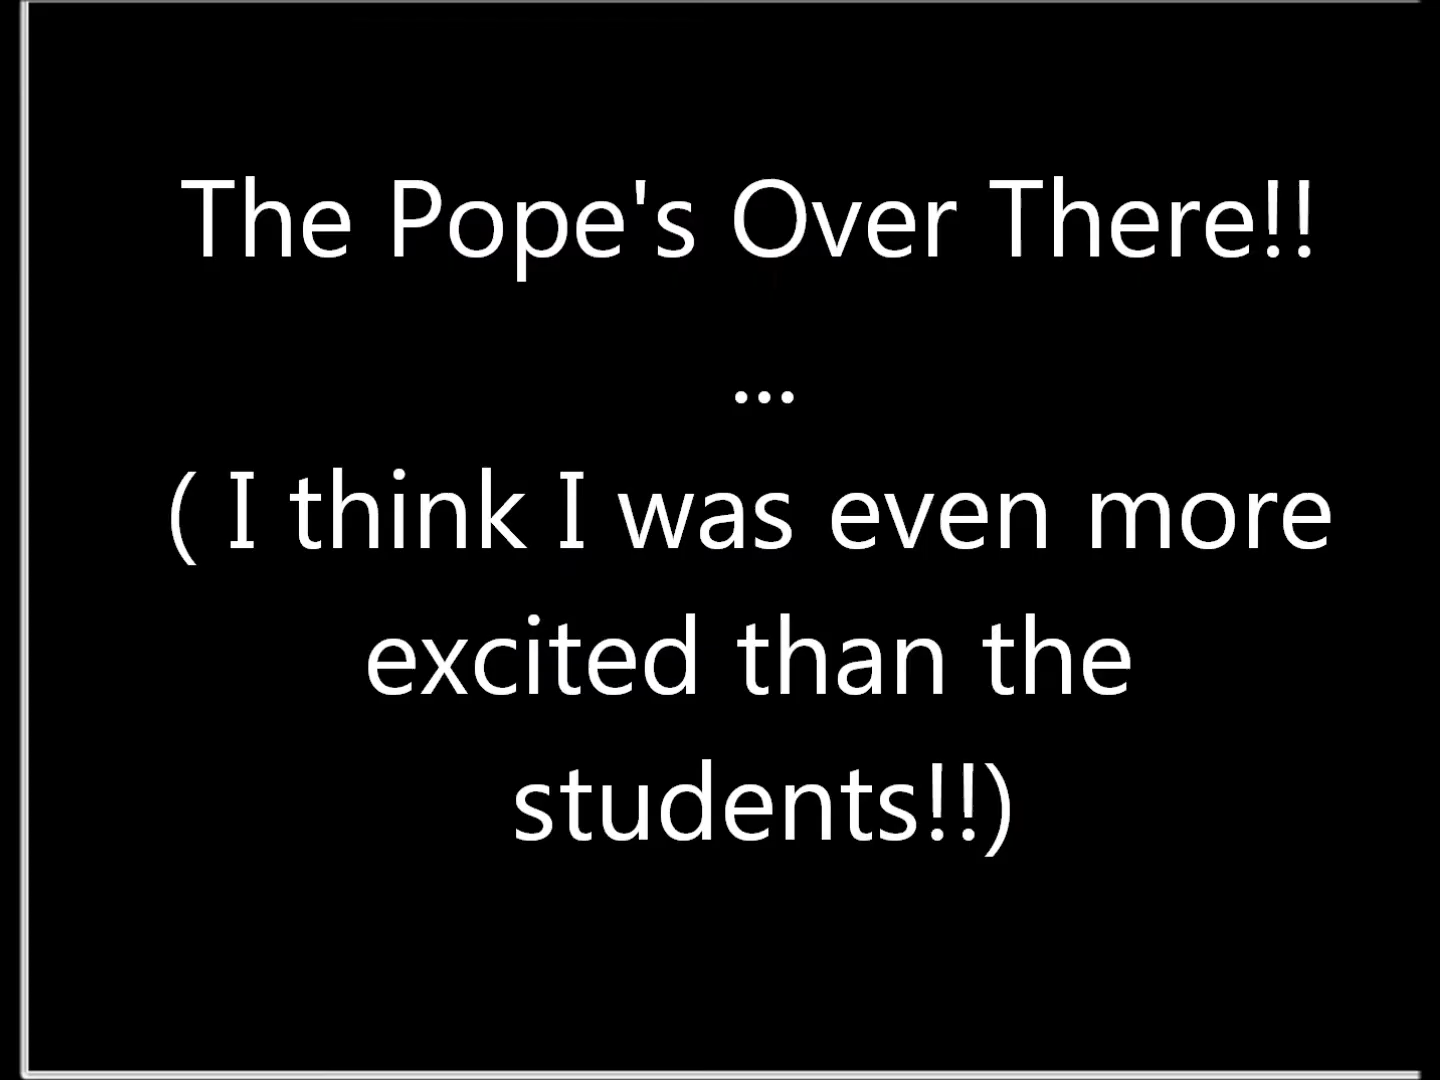 The Pope's Over There!!
...
( I think I was even more
excited than the
students!!)